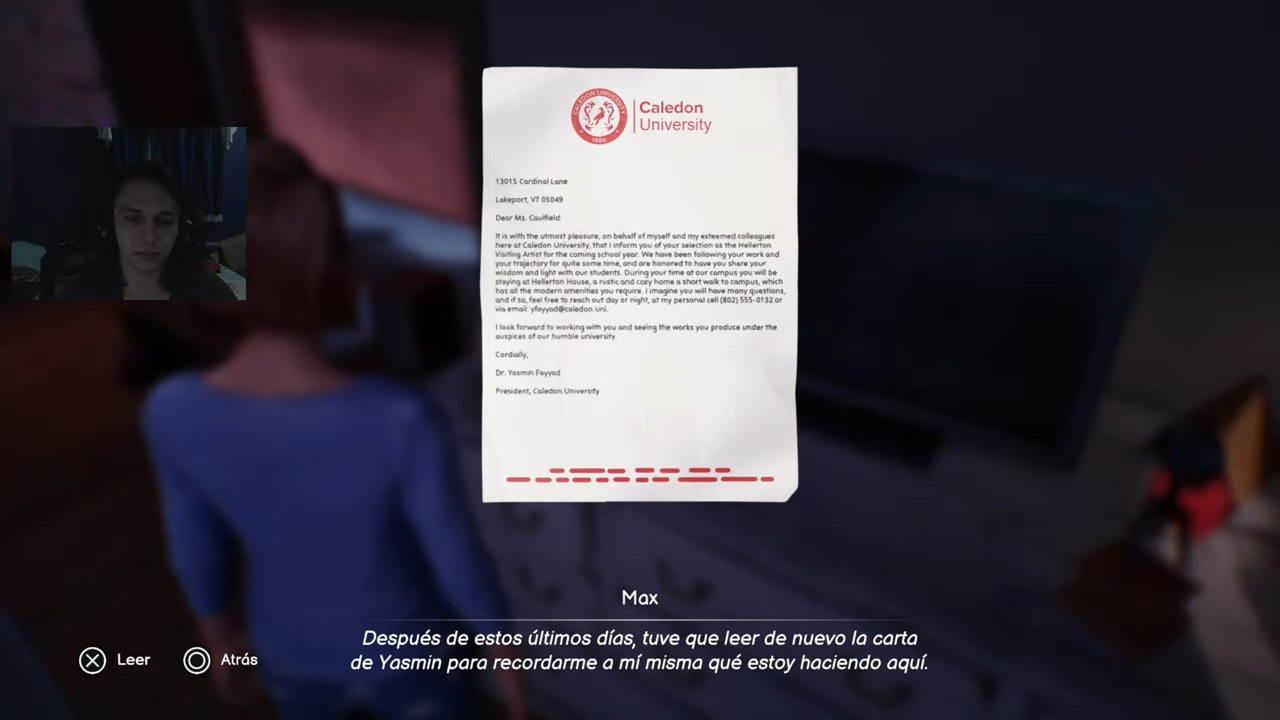 CALEDON UNIVERSITY
Caledon
University
13015 Cardinal Lane
Lakeport, VT 05049
Dear Ms. Caulfield:
It is with the utmost pleasure, on behalf of myself and my esteemed colleagues
here at Caledon University, that I inform you of your selection as the Hellerton
Visiting Artist for the coming school year. We have been following your work and
your trajectory for quite some time, and are honored to have you share your
wisdom and light with our students. During your time at our campus you will be
staying at Hellerton House, a rustic and cozy home a short walk to campus, which
has all the modern amenities you require. I imagine you will have many questions,
and if so, feel free to reach out day or night, at my personal cell (802) 555-0132 or
via email: yfayyad@caledon.uni.
I look forward to working with you and seeing the works you produce under the
auspices of our humble university.
Cordially,
Dr. Yasmin Fayyad
President, Caledon University
Max
Después de estos últimos días, tuve que leer de nuevo la carta
de Yasmin para recordarme a mí misma qué estoy haciendo aquí.
Leer
Atrás